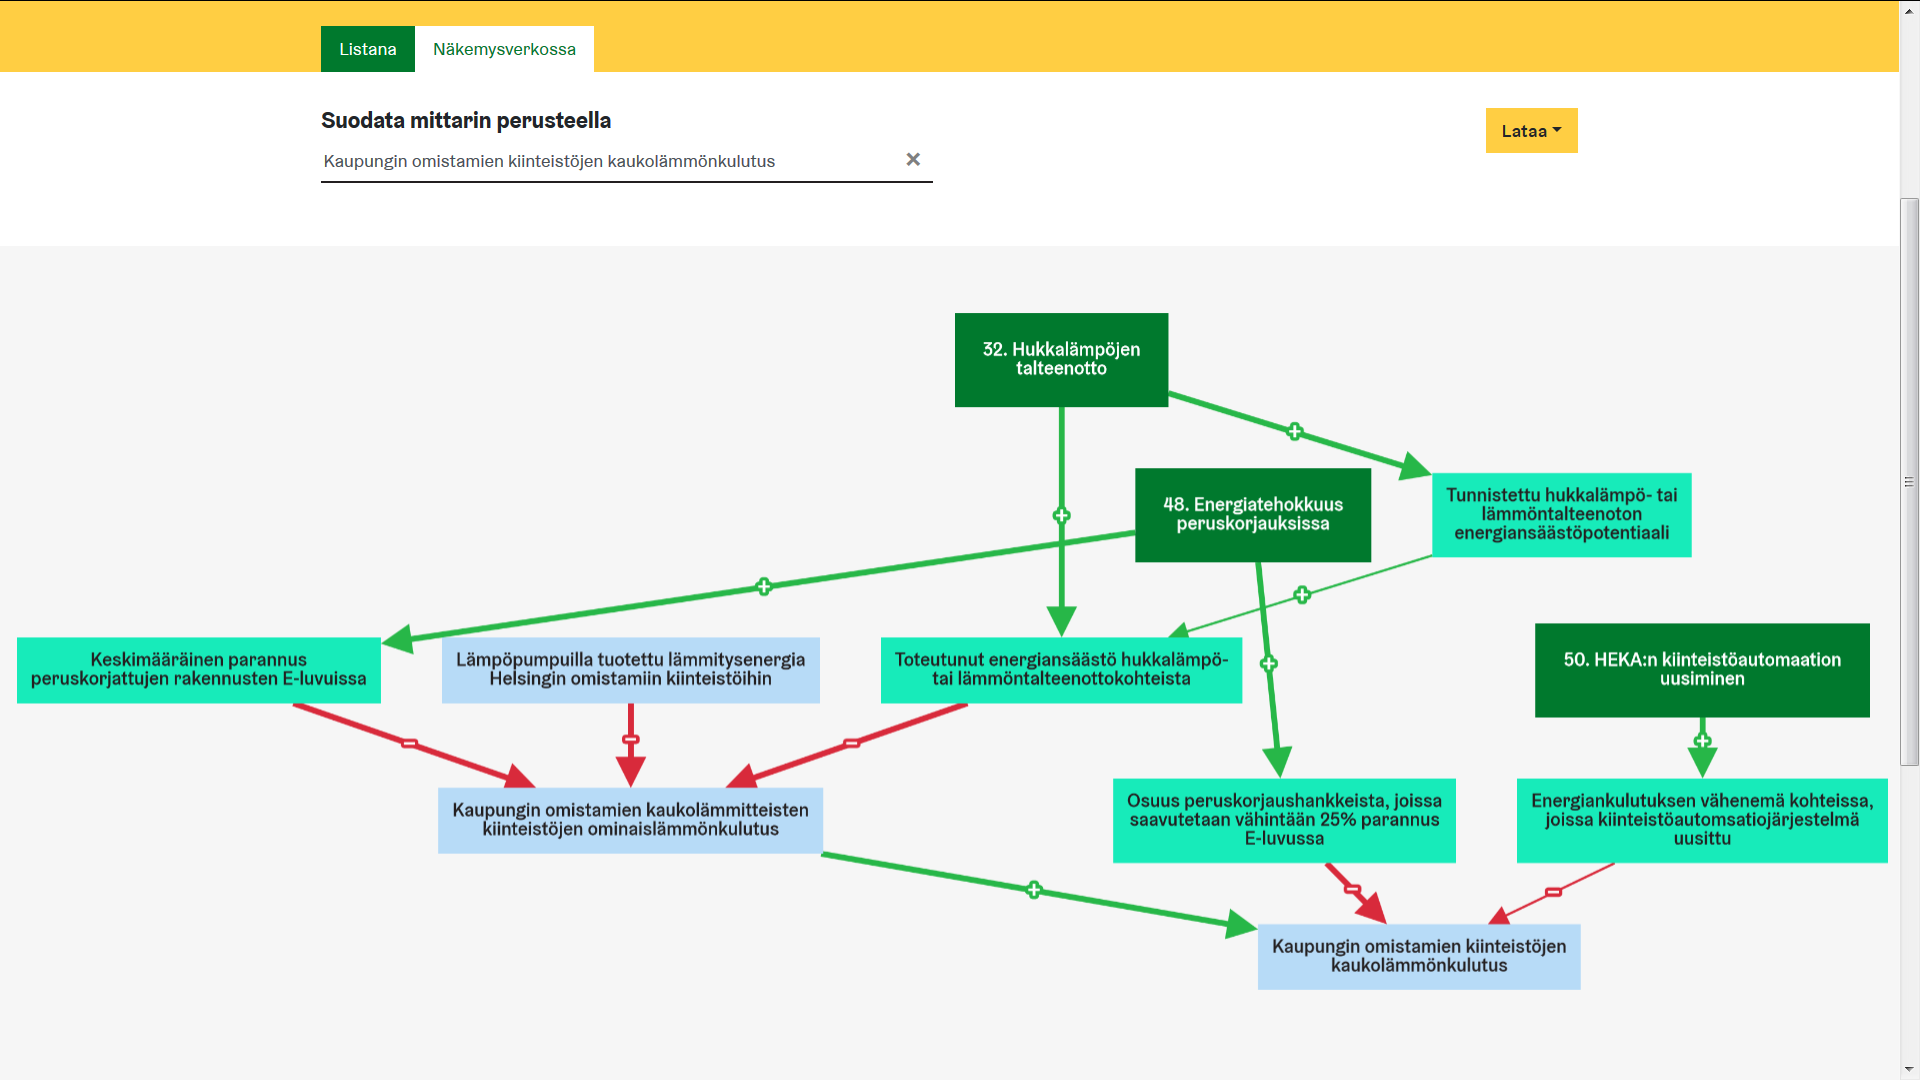 Listana
Näkemysverkossa
Suodata mittarin perusteella
Lataa
Kaupungin omistamien kiinteistöjen kaukolämmönkulutus
32. Hukkalämpöjen
talteenotto
48. Energiatehokkuus
peruskorjauksissa
Tunnistettu hukkalämpö- tai
lämmöntalteenoton
energiansäästöpotentiaali
Keskimääräinen parannus
peruskorjattujen rakennusten E-luvuissa
Lämpöpumpuilla tuotettu lämmitysenergia
Helsingin omistamiin kiinteistöihin
Toteutunut energiansäästö hukkalämpö-
tai lämmöntalteenottokohteista
50. HEKA:n kiinteistöautomaation
uusiminen
Kaupungin omistamien kaukolämmitteisten
kiinteistöjen ominaislämmönkulutus
Osuus peruskorjaushankkeista, joissa
saavutetaan vähintään 25% parannus
E-luvussa
Energiankulutuksen vähenemä kohteissa,
joissa kiinteistöautomsatiojärjestelmä
uusittu
Kaupungin omistamien kiinteistöjen
kaukolämmönkulutus